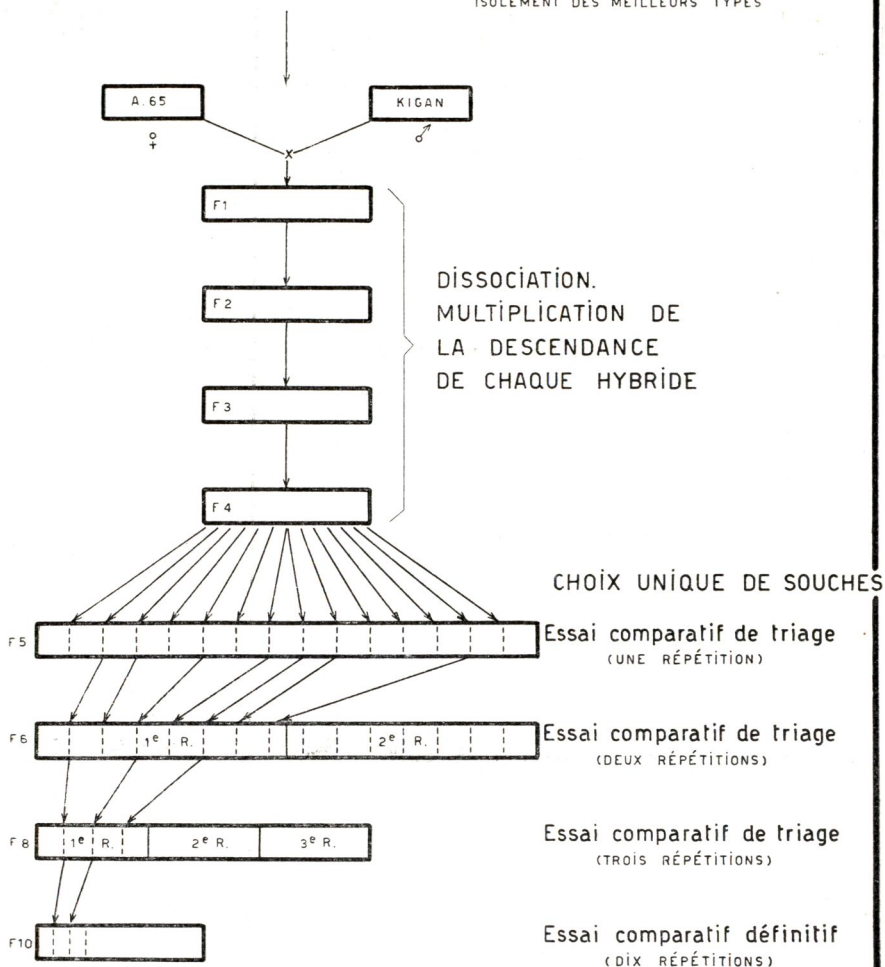 ISOLEMENT DES MEILLEURS TYPES
A.65
KIGAN
♀
♂
x
F1
F2
DISSOCIATION.
MULTIPLICATION DE
LA DESCENDANCE
DE CHAQUE HYBRIDE
F3
F4
CHOIX UNIQUE DE SOUCHES
F5
Essai comparatif de triage
(UNE RÉPÉTITION)
F6
1e R.
2e R.
Essai comparatif de triage
(DEUX RÉPÉTITIONS)
F8
1e R.
2e R.
3e R.
Essai comparatif de triage
(TROIS RÉPÉTITIONS)
F10
Essai comparatif définitif
(DIX RÉPÉTITIONS)